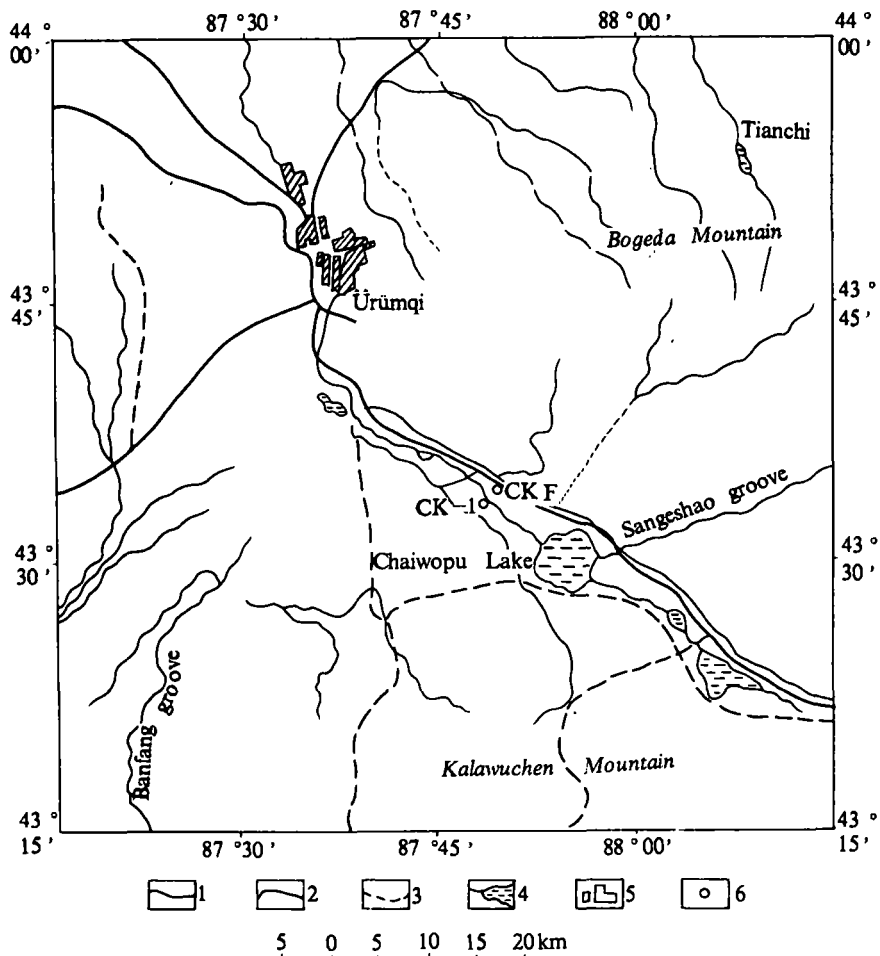 87° 30′ 87° 45′ 88° 00′
44° 00′ 44° 00′
Tianchi
Bogeda Mountain
43° 45′ 43° 45′
Ürümqi
CK F
CK-1
Sangeshao groove
43° 30′ 43° 30′
Chaiwopu Lake
Banfang groove
Kalawuchen Mountain
43° 15′ 43° 15′
87° 30′ 87° 45′ 88° 00′
1 2 3 4 5 6
5 0 5 10 15 20 km